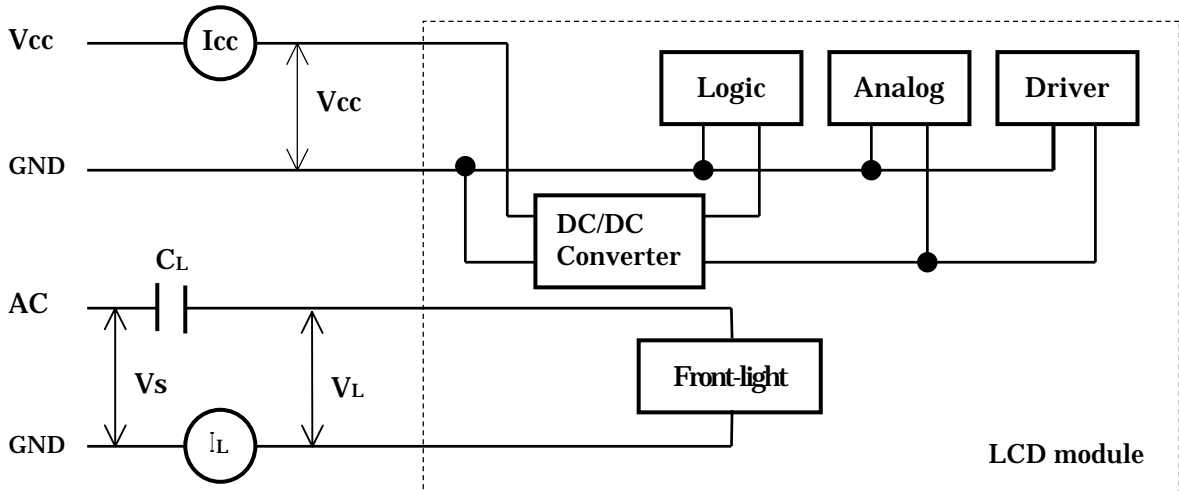 Vcc
Icc
Vcc
Logic
Analog
Driver
GND
DC/DC
Converter
CL
AC
Vs
VL
Front-light
GND
IL
LCD module